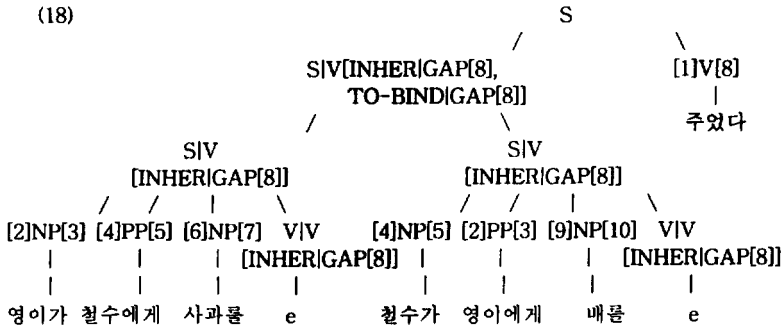 (18) S
/ \
S|V[INHER|GAP[8], [1]V[8]
TO-BIND|GAP[8]] |
/ \ 주었다
S|V S|V
[INHER|GAP[8]] [INHER|GAP[8]]
/ / | \ / / | \
[2]NP[3] [4]PP[5] [6]NP[7] V|V [4]NP[5] [2]PP[3] [9]NP[10] V|V
| | | [INHER|GAP[8]] | | | [INHER|GAP[8]]
| | | | | | | |
영이가 철수에게 사과를 e 철수가 영이에게 배를 e